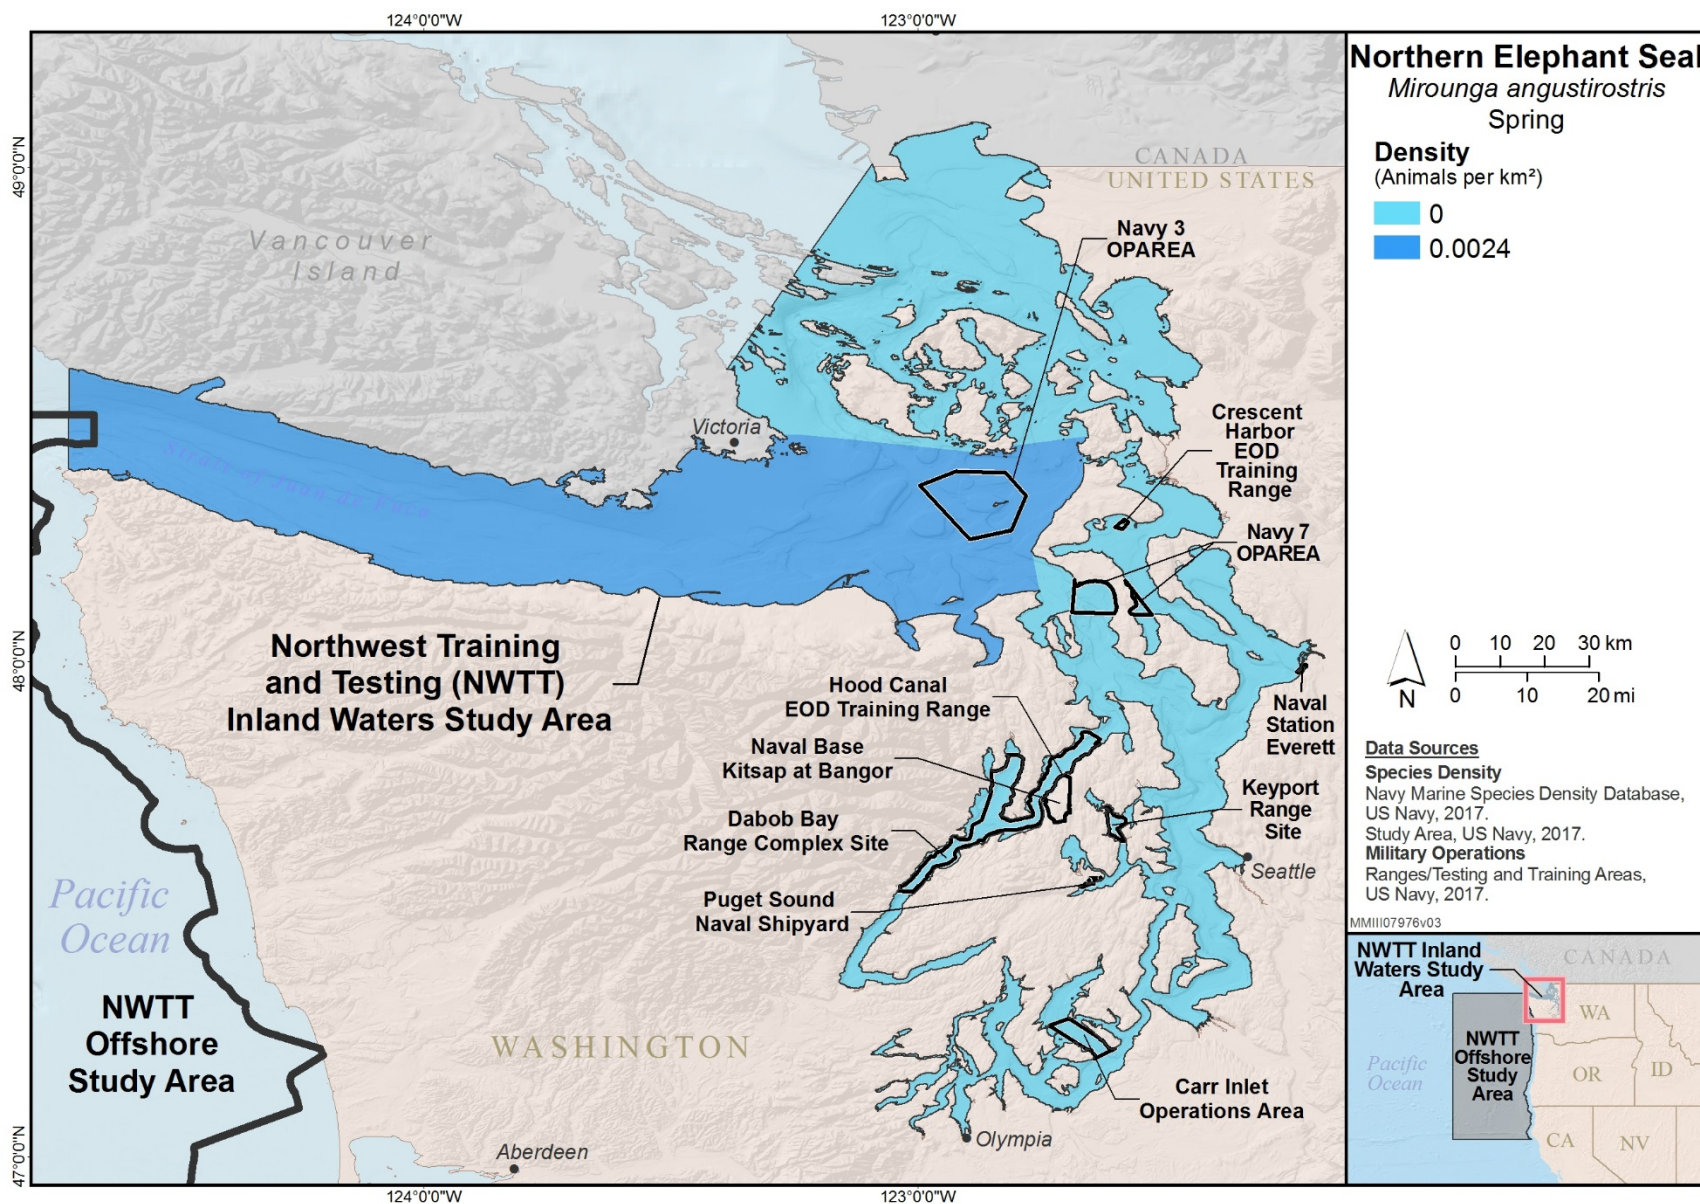 124°0'0"W
123°0'0"W
49°0'0"N
48°0'0"N
47°0'0"N
124°0'0"W
123°0'0"W
CANADA
UNITED STATES
Vancouver
Island
Navy 3
OPAREA
Victoria
Crescent
Harbor
EOD
Training
Range
Strait of Juan de Fuca
Navy 7
OPAREA
Northwest Training
and Testing (NWTT)
Inland Waters Study Area
Hood Canal
EOD Training Range
Naval
Station
Everett
Naval Base
Kitsap at Bangor
Keyport
Range
Site
Dabob Bay
Range Complex Site
Seattle
Puget Sound
Naval Shipyard
Pacific
Ocean
NWTT
Offshore
Study Area
WASHINGTON
Carr Inlet
Operations Area
Olympia
Aberdeen
Northern Elephant Seal
Mirounga angustirostris
Spring
Density
(Animals per km²)
0
0.0024
N
0 10 20 30 km
0 10 20 mi
Data Sources
Species Density
Navy Marine Species Density Database,
US Navy, 2017.
Study Area, US Navy, 2017.
Military Operations
Ranges/Testing and Training Areas,
US Navy, 2017.
MMIII07976v03
NWTT Inland
Waters Study
Area
CANADA
WA
NWTT
Offshore
Study
Area
Pacific
Ocean
OR
ID
CA
NV